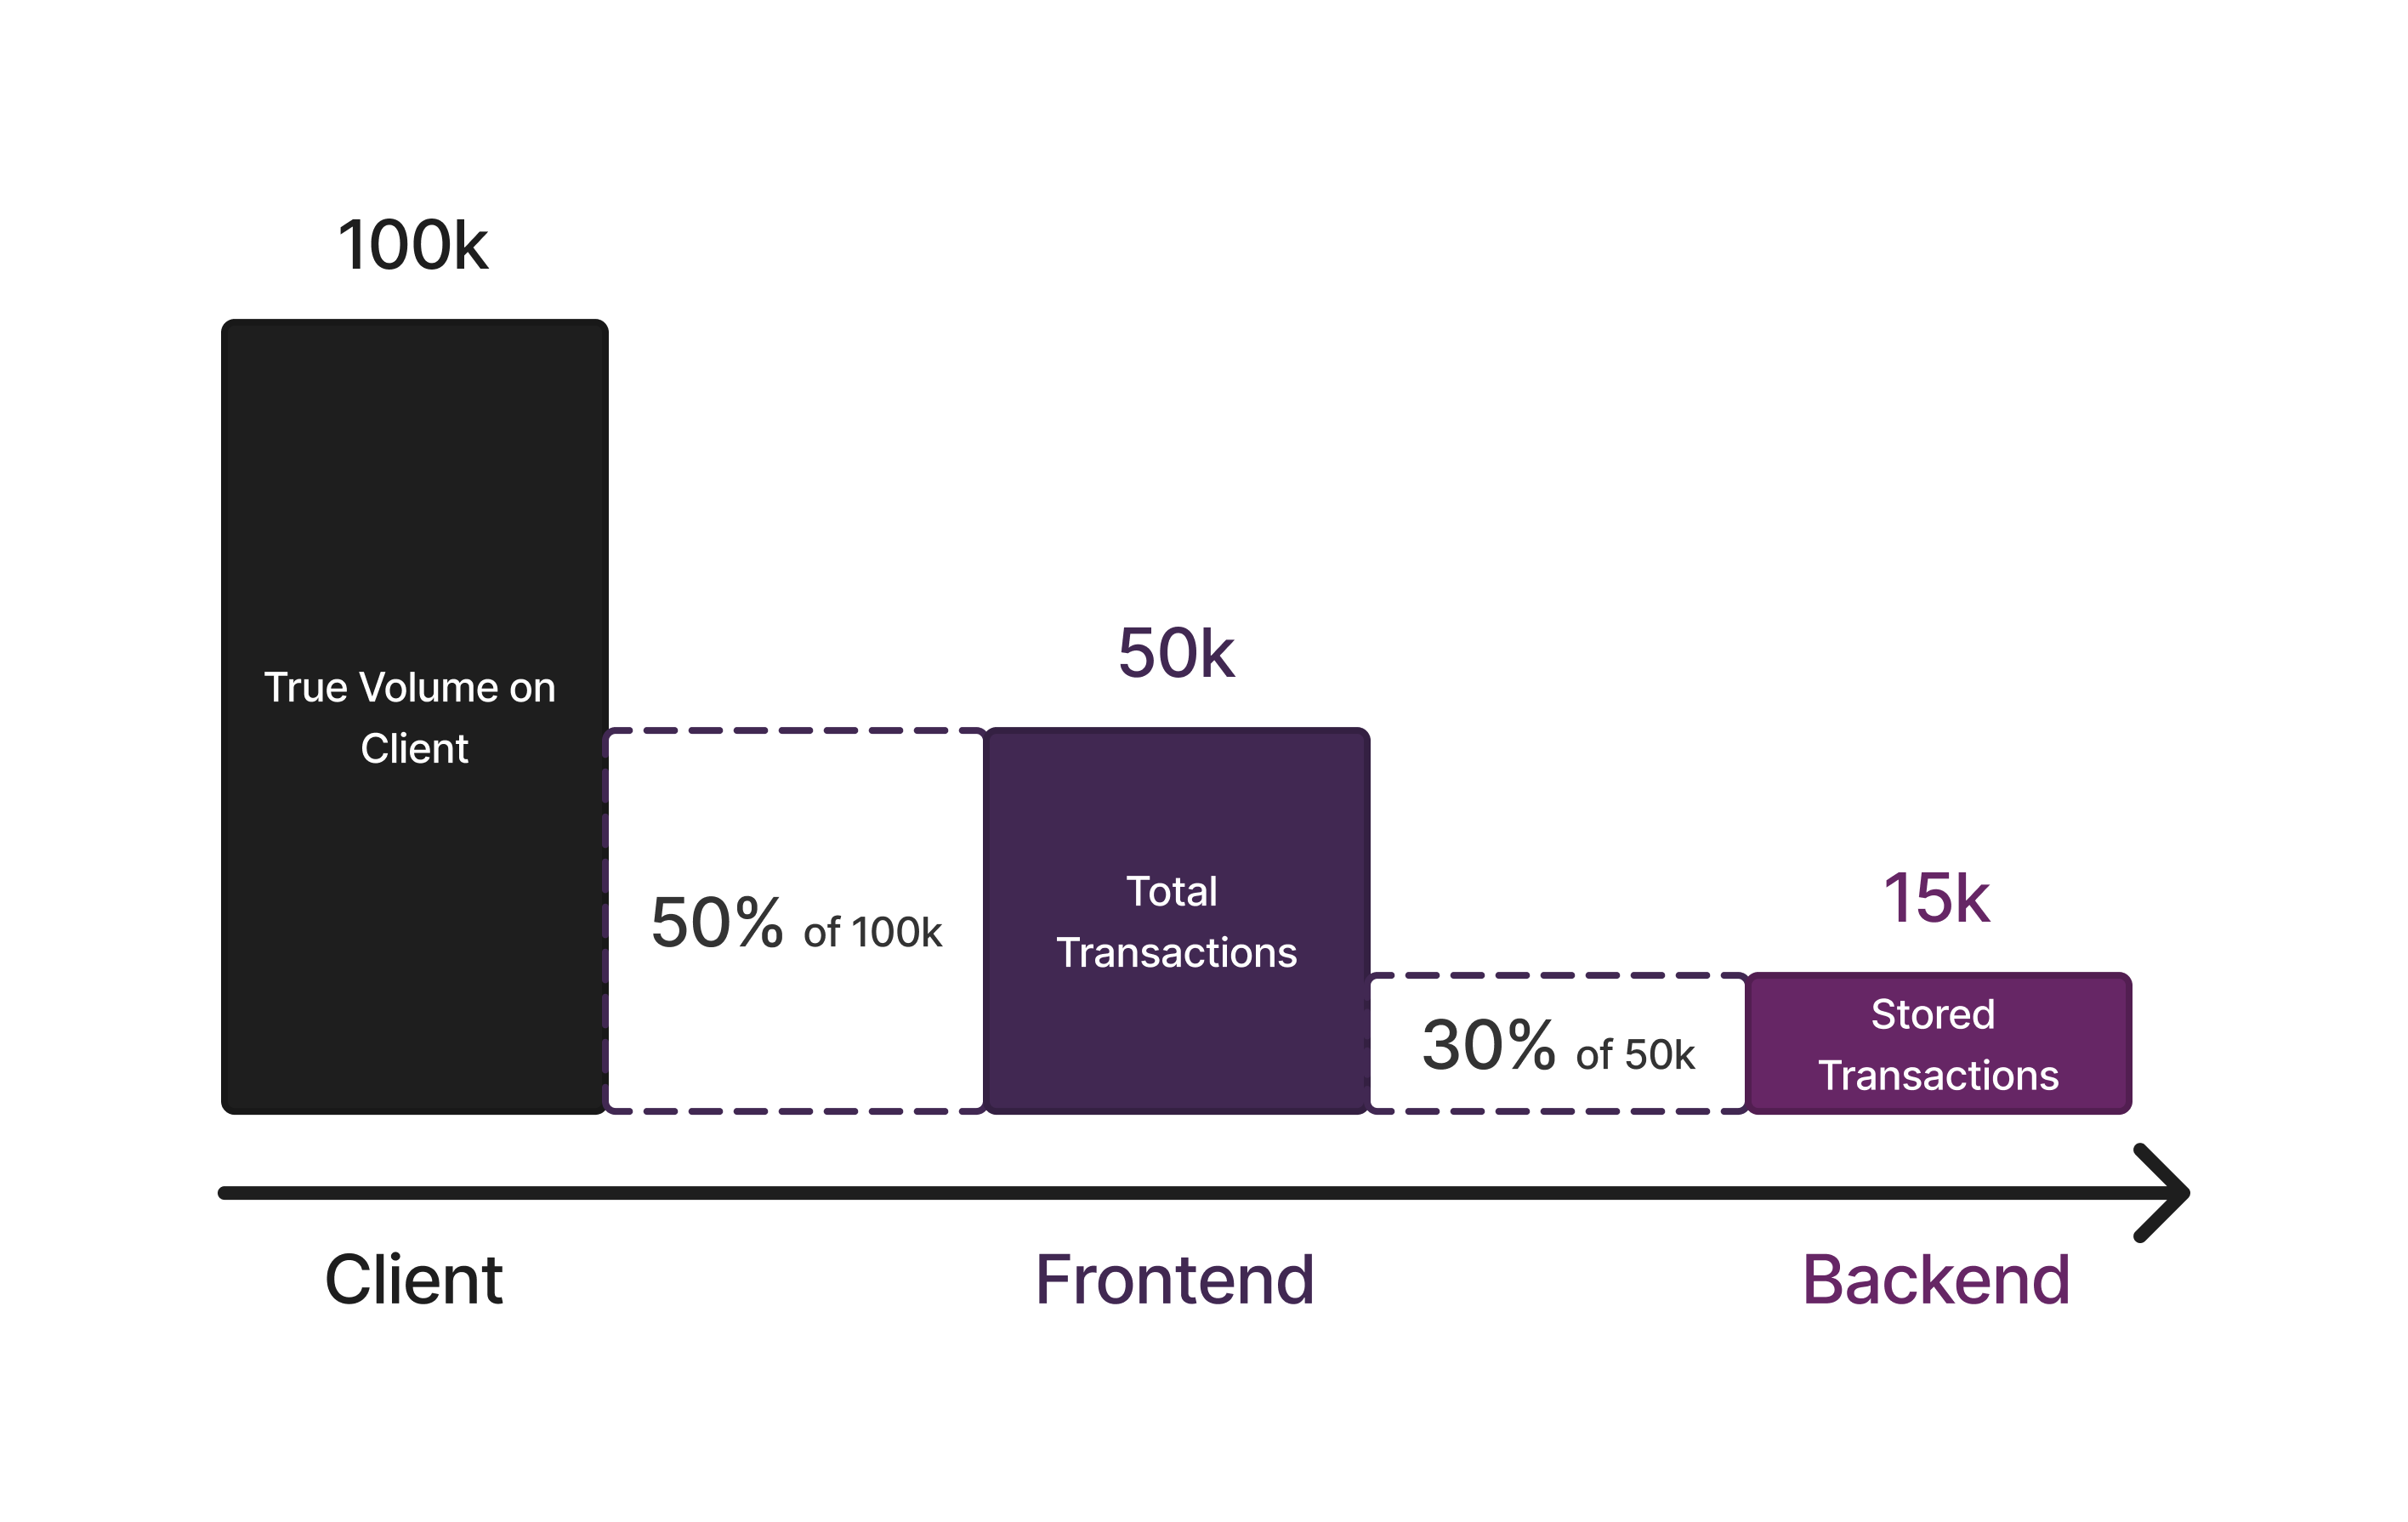 100k
True Volume on
Client
50% of 100k
50k
Total
Transactions
30% of 50k
15k
Stored
Transactions
Client
Frontend
Backend